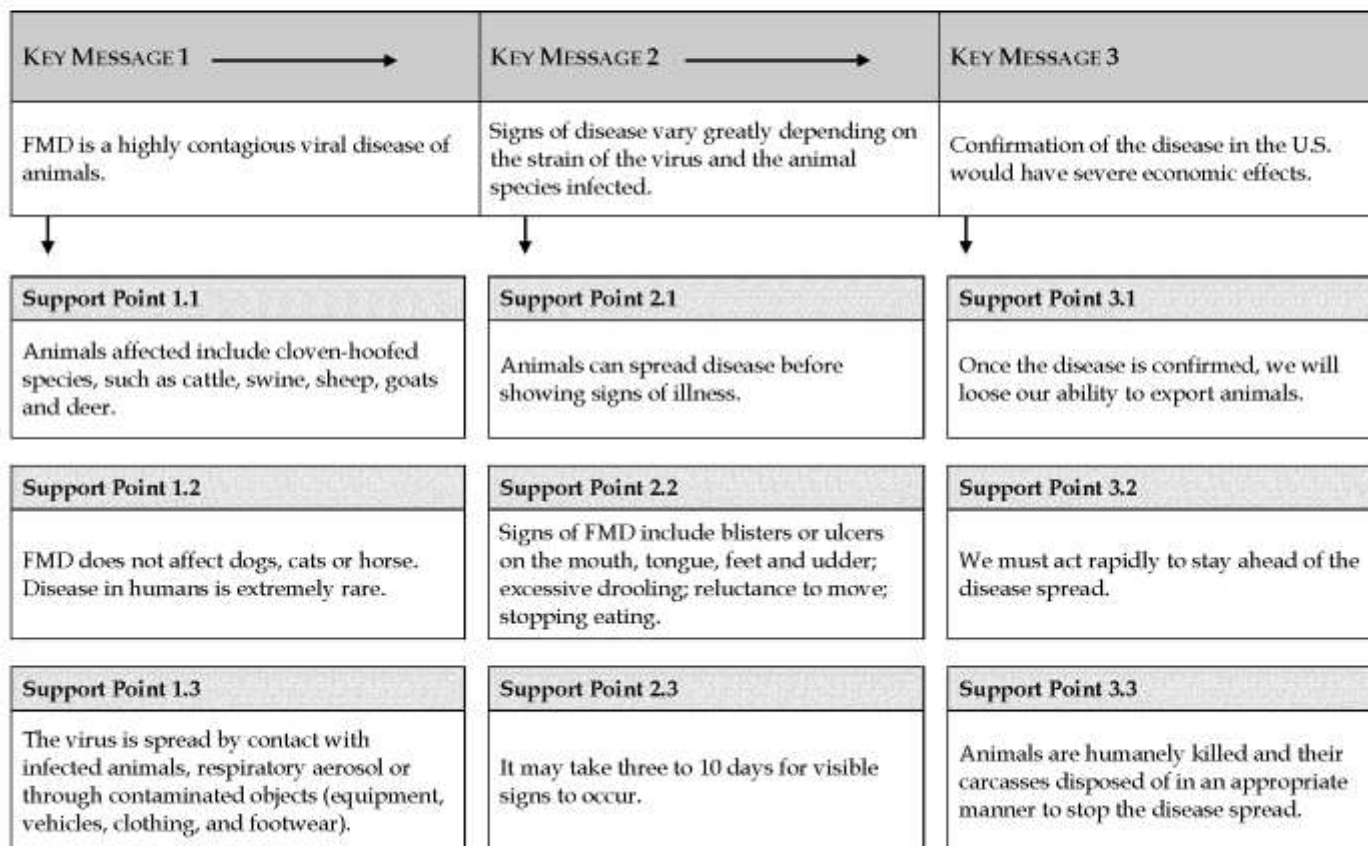 KEY MESSAGE 1
KEY MESSAGE 2
KEY MESSAGE 3
FMD is a highly contagious viral disease of
animals.
Signs of disease vary greatly depending on
the strain of the virus and the animal
species infected.
Confirmation of the disease in the U.S.
would have severe economic effects.
Support Point 1.1
Animals affected include cloven-hoofed
species, such as cattle, swine, sheep, goats
and deer.
Support Point 2.1
Animals can spread disease before
showing signs of illness.
Support Point 3.1
Once the disease is confirmed, we will
loose our ability to export animals.
Support Point 1.2
FMD does not affect dogs, cats or horse.
Disease in humans is extremely rare.
Support Point 2.2
Signs of FMD include blisters or ulcers
on the mouth, tongue, feet and udder;
excessive drooling; reluctance to move;
stopping eating.
Support Point 3.2
We must act rapidly to stay ahead of the
disease spread.
Support Point 1.3
The virus is spread by contact with
infected animals, respiratory aerosol or
through contaminated objects (equipment,
vehicles, clothing, and footwear).
Support Point 2.3
It may take three to 10 days for visible
signs to occur.
Support Point 3.3
Animals are humanely killed and their
carcasses disposed of in an appropriate
manner to stop the disease spread.